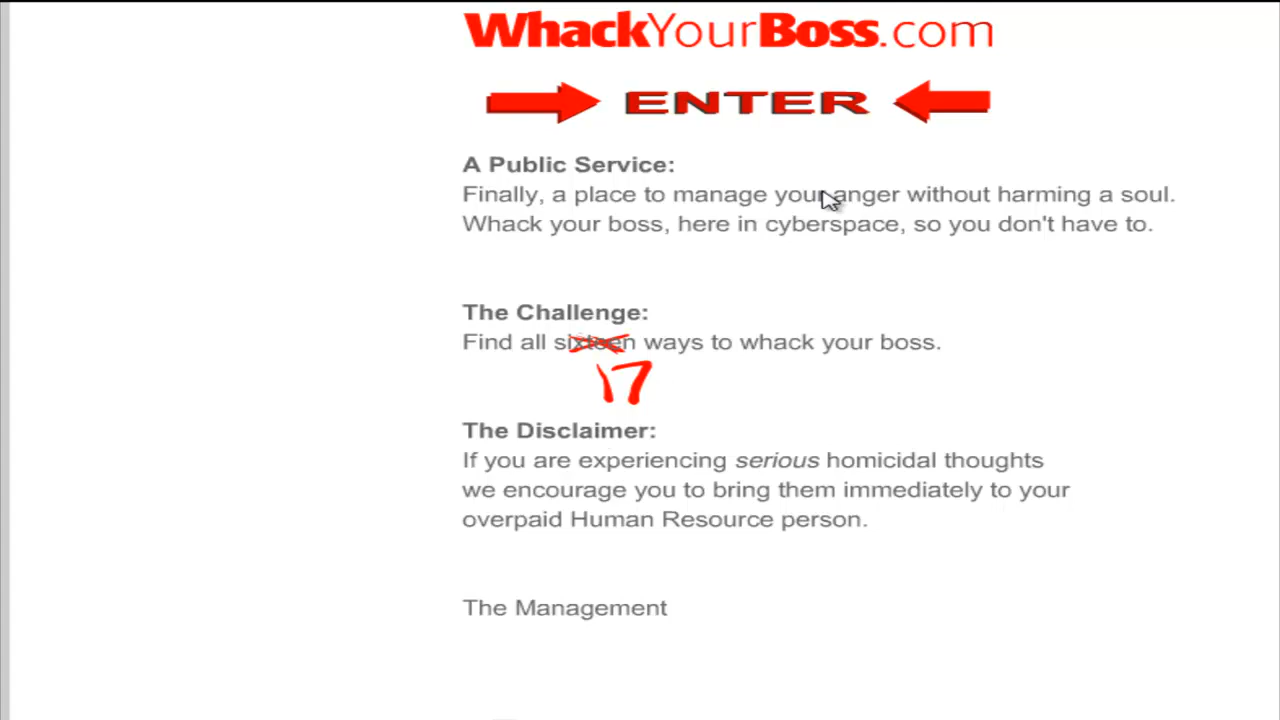 WhackYourBoss.com
ENTER
A Public Service:
Finally, a place to manage your anger without harming a soul.
Whack your boss, here in cyberspace, so you don't have to.
The Challenge:
Find all sixteen ways to whack your boss.
17
The Disclaimer:
If you are experiencing serious homicidal thoughts
we encourage you to bring them immediately to your
overpaid Human Resource person.
The Management